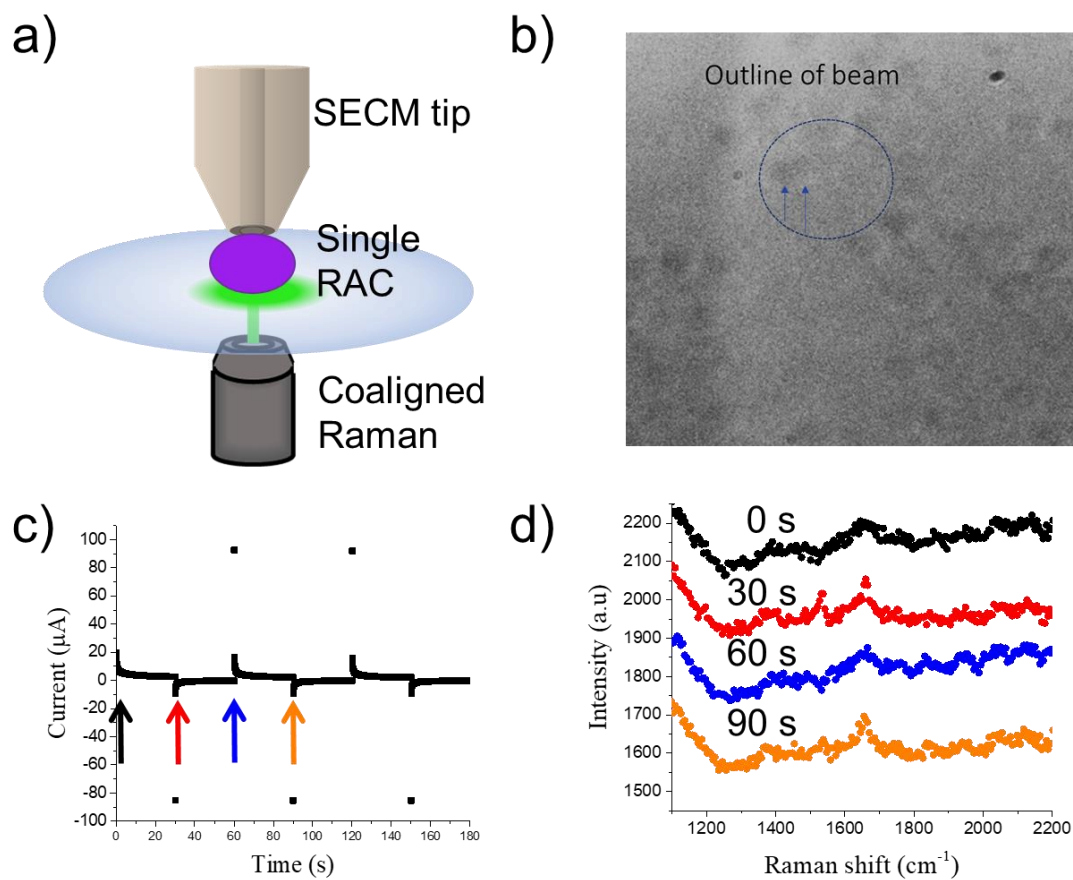 a)
SECM tip
Single
RAC
Coaligned
Raman
b)
Outline of beam
c)
Current (µA)
100
80
60
40
20
0
-20
-40
-60
-80
-100
0 20 40 60 80 100 120 140 160 180
Time (s)
d)
Intensity (a.u)
2200
2100
2000
1900
1800
1700
1600
1500
0 s
30 s
60 s
90 s
1200 1400 1600 1800 2000 2200
Raman shift (cm⁻¹)